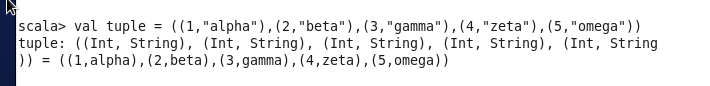 scala> val tuple = ((1,"alpha"),(2,"beta"),(3,"gamma"),(4,"zeta"),(5,"omega"))
tuple: ((Int, String), (Int, String), (Int, String), (Int, String), (Int, String
)) = ((1,alpha),(2,beta),(3,gamma),(4,zeta),(5,omega))